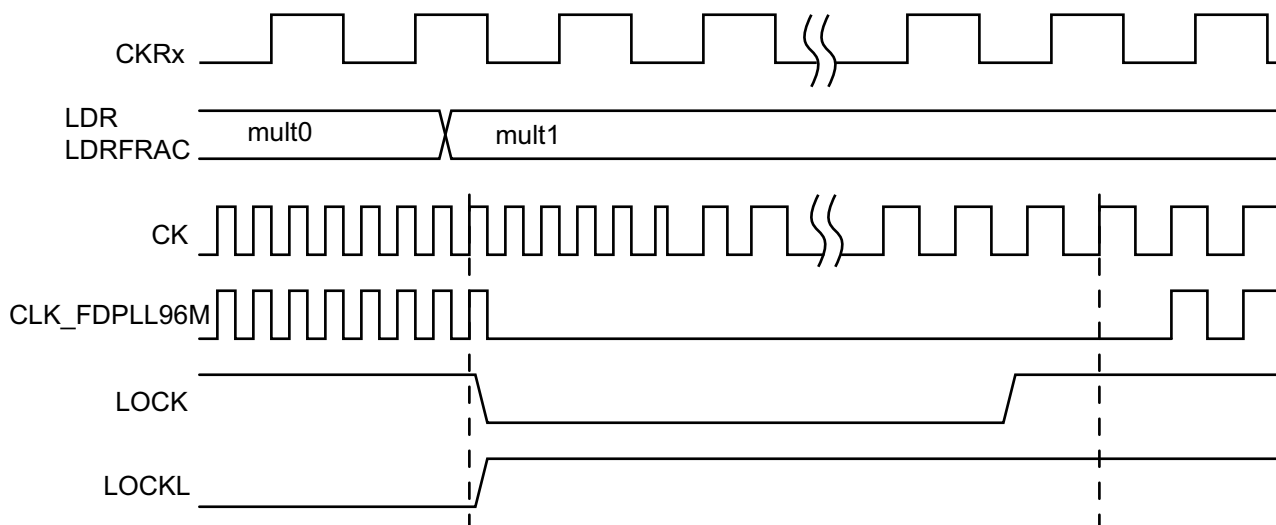 CKRx
LDR
LDRFRAC
mult0
mult1
CK
CLK_FDPLL96M
LOCK
LOCKL